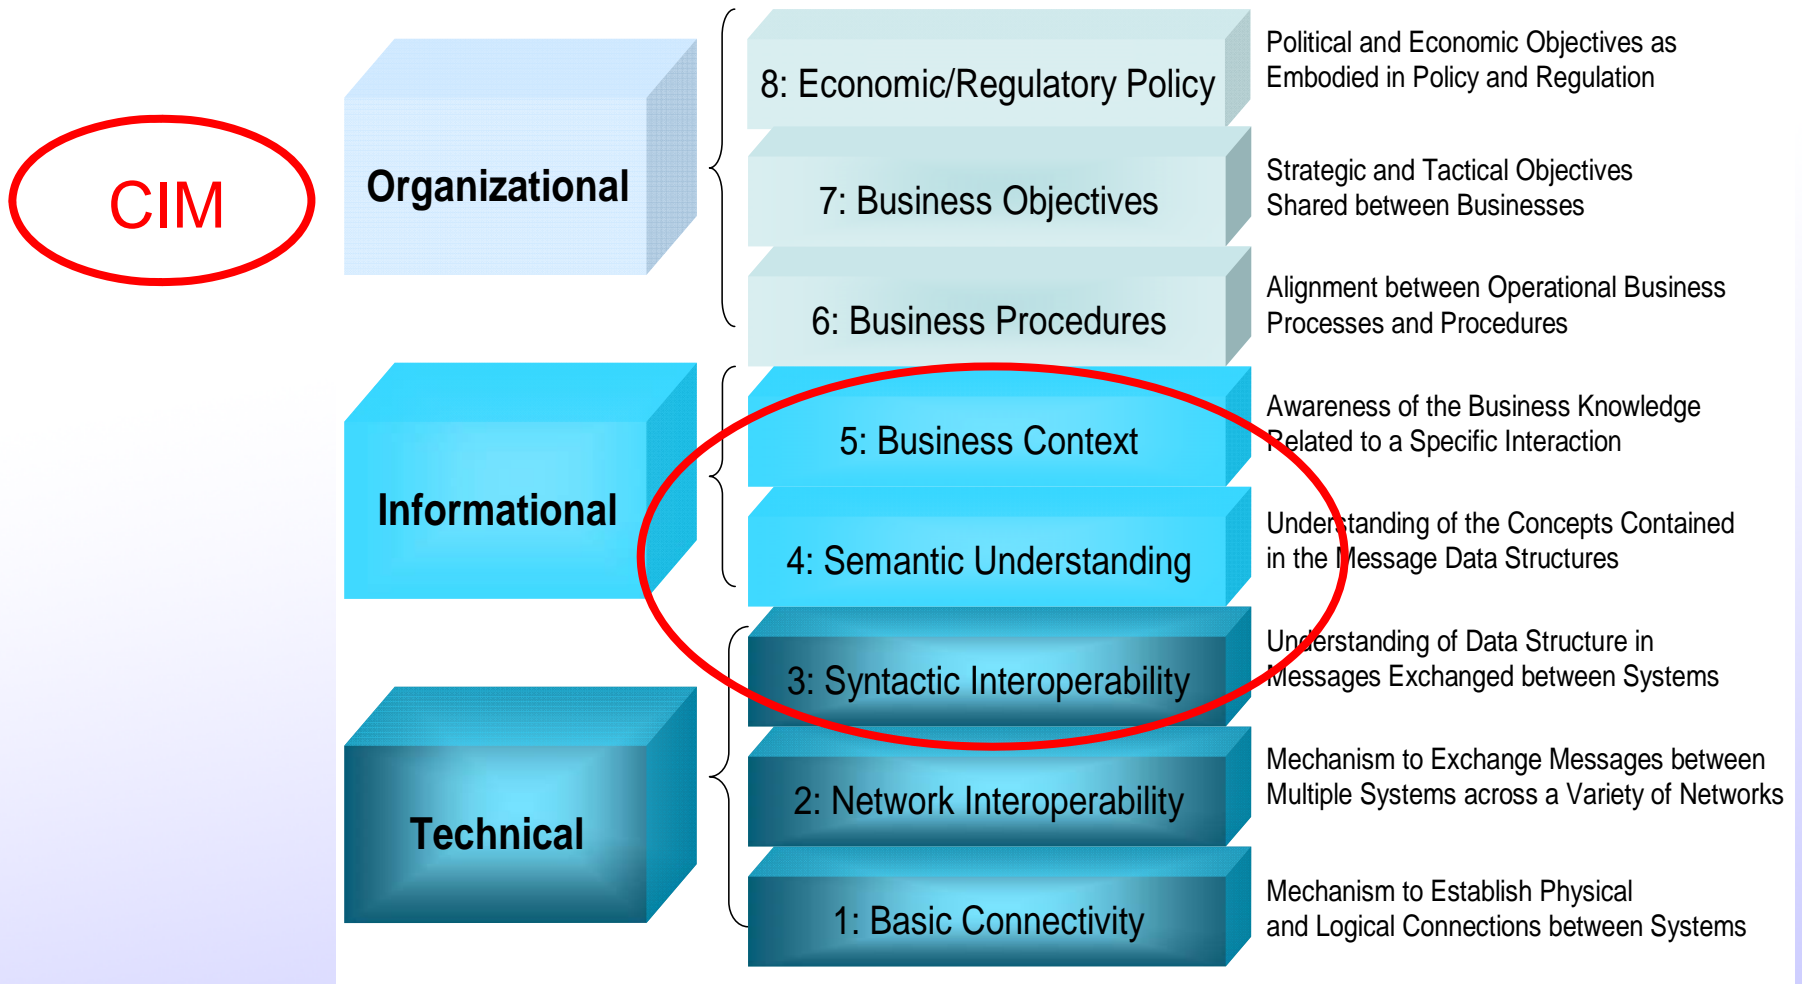 CIM
Organizational
8: Economic/Regulatory Policy
Political and Economic Objectives as
Embodied in Policy and Regulation
7: Business Objectives
Strategic and Tactical Objectives
Shared between Businesses
6: Business Procedures
Alignment between Operational Business
Processes and Procedures
Informational
5: Business Context
Awareness of the Business Knowledge
Related to a Specific Interaction
4: Semantic Understanding
Understanding of the Concepts Contained
in the Message Data Structures
Technical
3: Syntactic Interoperability
Understanding of Data Structure in
Messages Exchanged between Systems
2: Network Interoperability
Mechanism to Exchange Messages between
Multiple Systems across a Variety of Networks
1: Basic Connectivity
Mechanism to Establish Physical
and Logical Connections between Systems